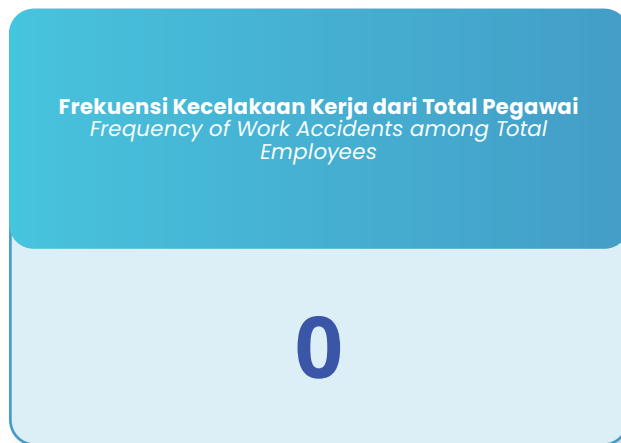 Frekuensi Kecelakaan Kerja dari Total Pegawai
Frequency of Work Accidents among Total
Employees
0